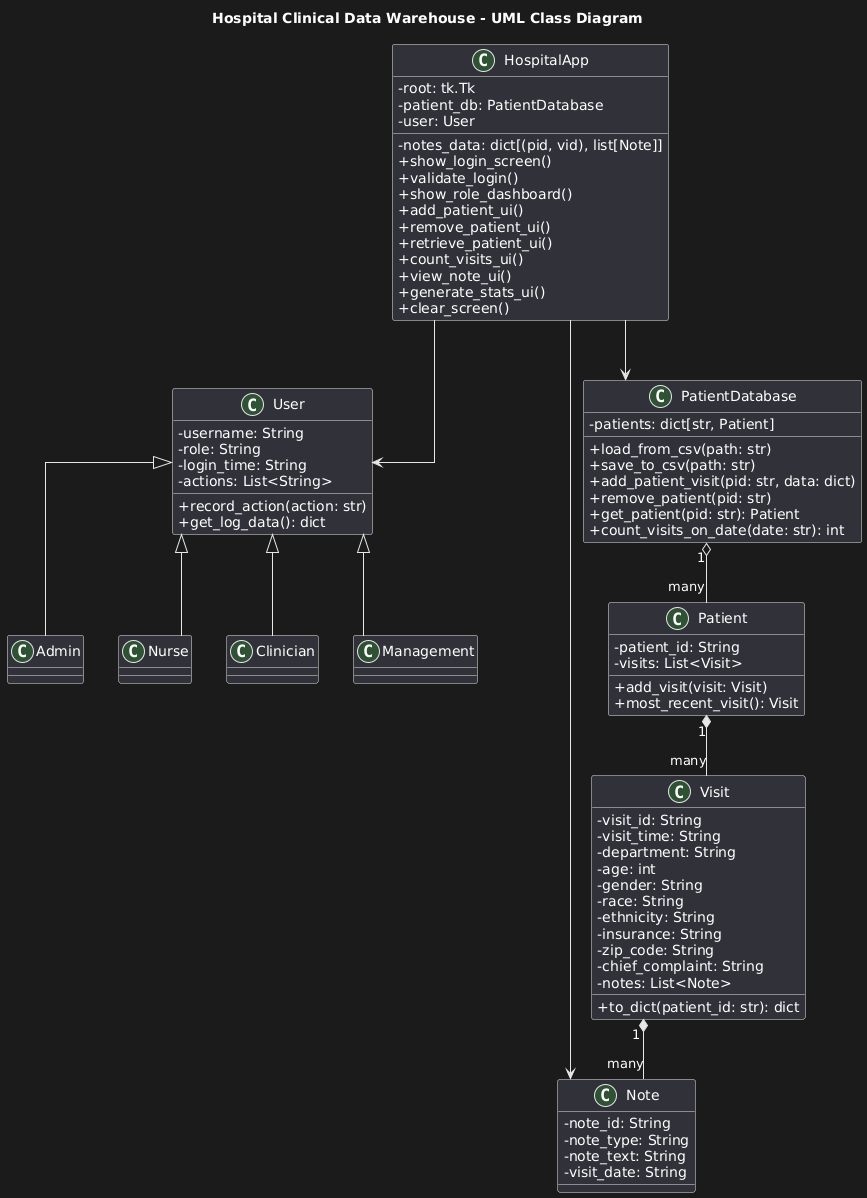 Hospital Clinical Data Warehouse - UML Class Diagram
C HospitalApp
-root: tk.Tk
-patient_db: PatientDatabase
-user: User
-notes_data: dict[(pid, vid), list[Note]]
+show_login_screen()
+validate_login()
+show_role_dashboard()
+add_patient_ui()
+remove_patient_ui()
+retrieve_patient_ui()
+count_visits_ui()
+view_note_ui()
+generate_stats_ui()
+clear_screen()
C User
-username: String
-role: String
-login_time: String
-actions: List<String>
+record_action(action: str)
+get_log_data(): dict
C PatientDatabase
-patients: dict[str, Patient]
+load_from_csv(path: str)
+save_to_csv(path: str)
+add_patient_visit(pid: str, data: dict)
+remove_patient(pid: str)
+get_patient(pid: str): Patient
+count_visits_on_date(date: str): int
1
many
C Admin
C Nurse
C Clinician
C Management
C Patient
-patient_id: String
-visits: List<Visit>
+add_visit(visit: Visit)
+most_recent_visit(): Visit
1
many
C Visit
-visit_id: String
-visit_time: String
-department: String
-age: int
-gender: String
-race: String
-ethnicity: String
-insurance: String
-zip_code: String
-chief_complaint: String
-notes: List<Note>
+to_dict(patient_id: str): dict
1
many
C Note
-note_id: String
-note_type: String
-note_text: String
-visit_date: String